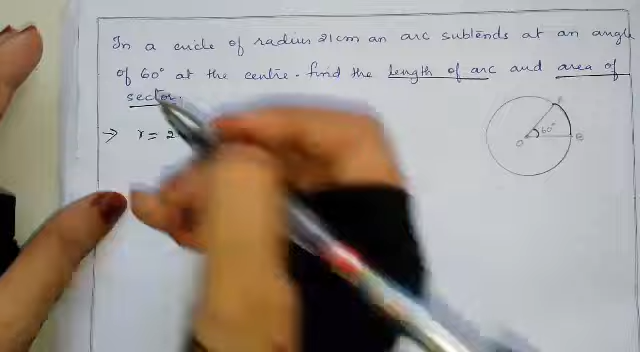 In a circle of radius 21cm an arc subtends at an angle
of 60° at the centre. find the length of arc and area of
sector.
A
60°
O
B
→ r = 2